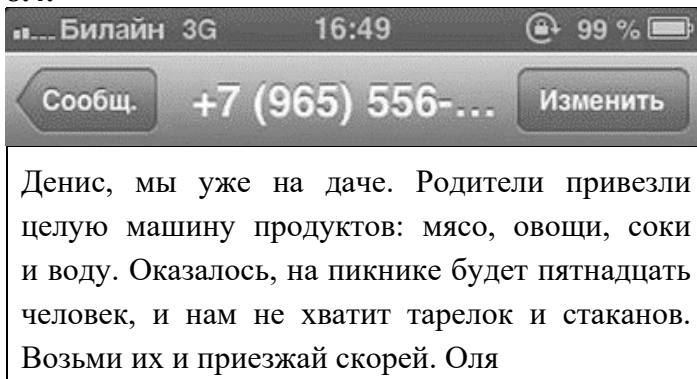 Билайн 3G 16:49 99 %
Сообщ. +7 (965) 556-... Изменить
Денис, мы уже на даче. Родители привезли
целую машину продуктов: мясо, овощи, соки
и воду. Оказалось, на пикнике будет пятнадцать
человек, и нам не хватит тарелок и стаканов.
Возьми их и приезжай скорей. Оля